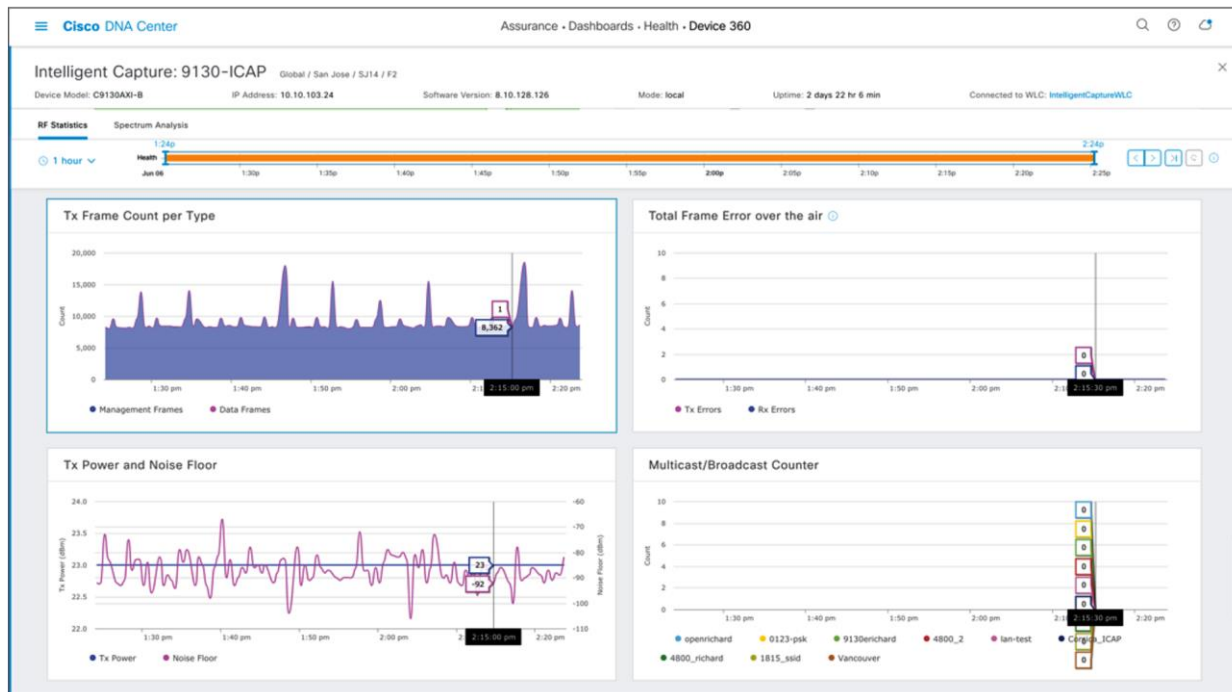 Cisco DNA Center
Assurance • Dashboards • Health • Device 360
Intelligent Capture: 9130-ICAP Global / San Jose / SJ14 / F2
Device Model: C9130AXI-B IP Address: 10.10.103.24 Software Version: 8.10.128.126 Mode: local Uptime: 2 days 22 hr 6 min Connected to WLC: IntelligentCaptureWLC
RF Statistics Spectrum Analysis
1:24p 2:24p
1 hour Health
Jun 06 1:30p 1:35p 1:40p 1:45p 1:50p 1:55p 2:00p 2:05p 2:10p 2:15p 2:20p 2:25p
Tx Frame Count per Type
20,000
15,000
10,000
5,000
0
Count
1
8,362
1:30 pm 1:40 pm 1:50 pm 2:00 pm 2:1 2:15:00 pm 2:20 pm
Management Frames Data Frames
Total Frame Error over the air
10
8
6
4
2
0
Count
0
0
1:30 pm 1:40 pm 1:50 pm 2:00 pm 2:1 2:15:30 pm 2:20 pm
Tx Errors Rx Errors
Tx Power and Noise Floor
24.0
23.5
23.0
22.5
22.0
Tx Power (dBm)
-60
-70
-80
-90
-100
-110
Noise Floor (dBm)
23
-92
1:30 pm 1:40 pm 1:50 pm 2:00 pm 2: 2:15:00 pm 2:20 pm
Tx Power Noise Floor
Multicast/Broadcast Counter
10
8
6
4
2
0
Count
0
0
0
0
0
0
0
0
0
1:30 pm 1:40 pm 1:50 pm 2:00 pm 2:1 2:15:30 pm 2:20 pm
openrichard 0123-psk 9130erichard 4800_2 lan-test Corsica_ICAP
4800_richard 1815_ssid Vancouver